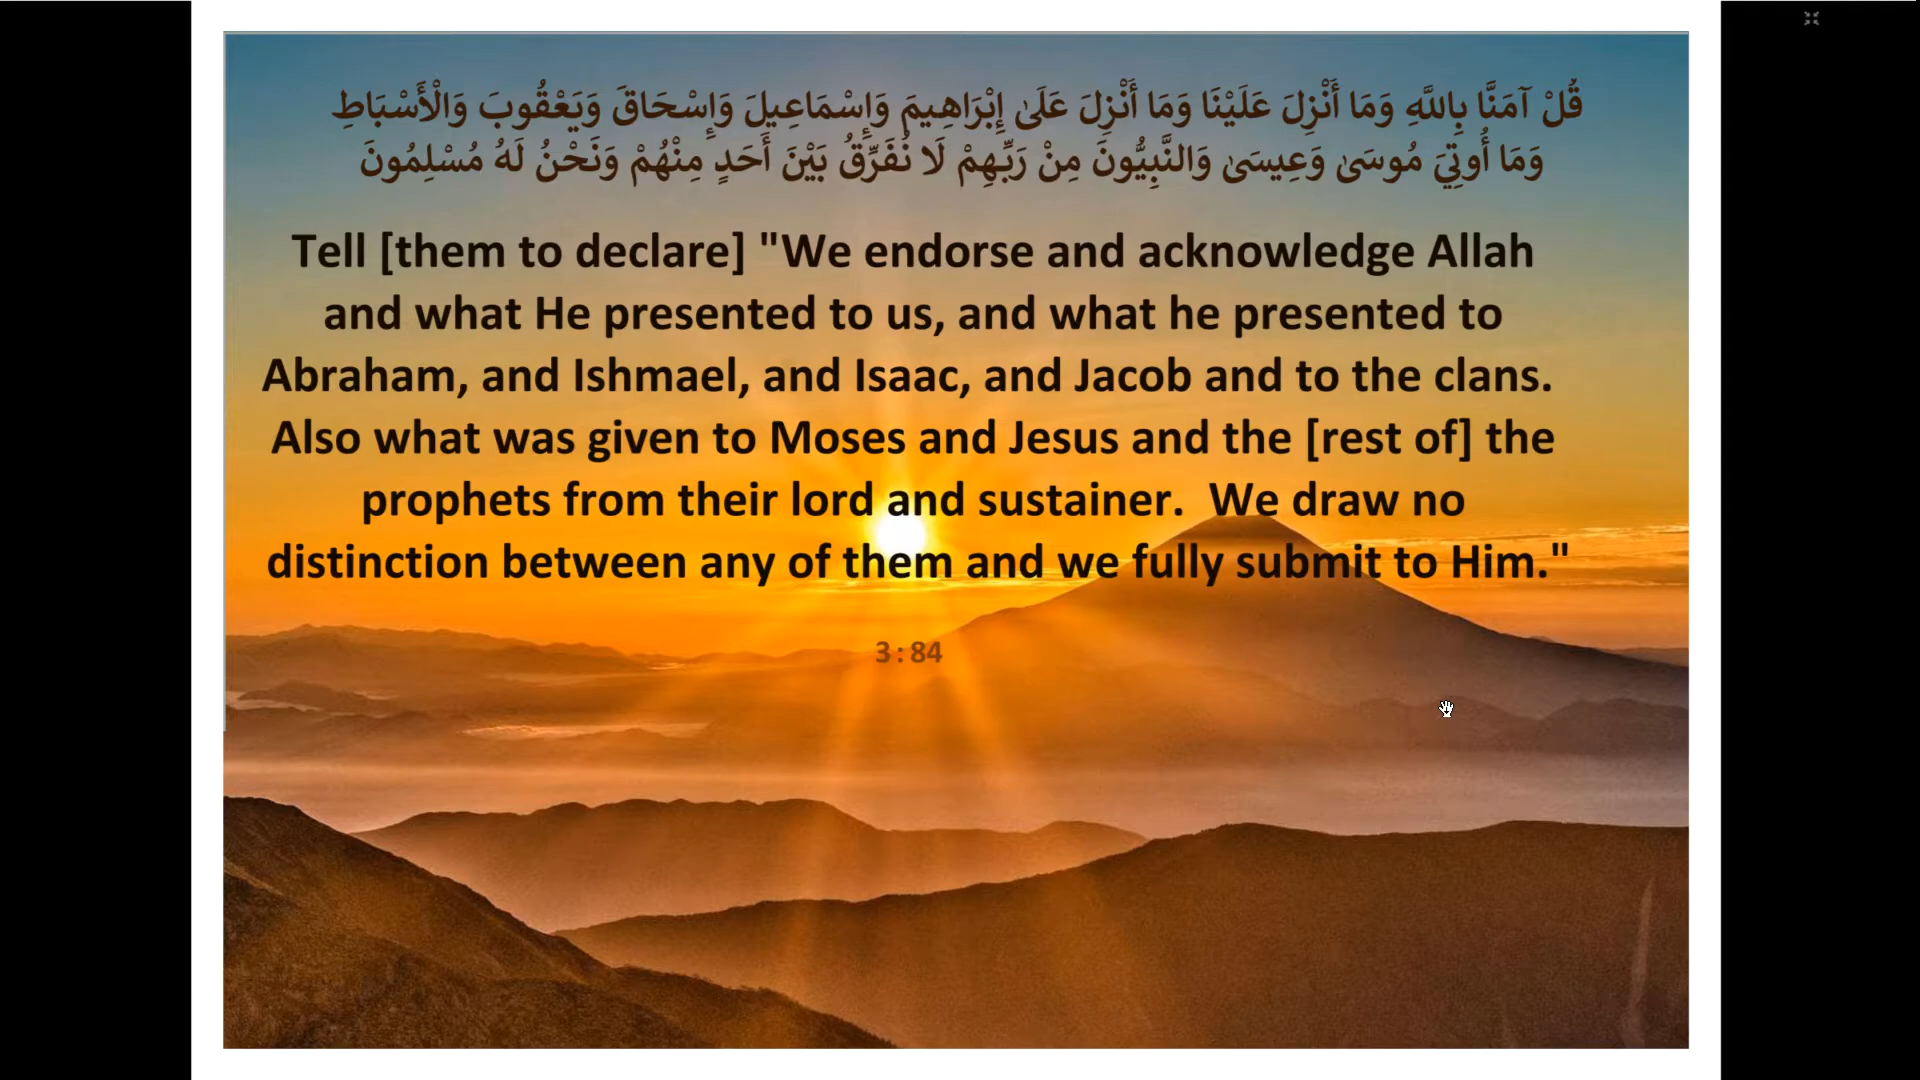 قُلْ آمَنَّا بِاللَّهِ وَمَا أُنْزِلَ عَلَيْنَا وَمَا أُنْزِلَ عَلَىٰ إِبْرَاهِيمَ وَإِسْمَاعِيلَ وَإِسْحَاقَ وَيَعْقُوبَ وَالْأَسْبَاطِ
وَمَا أُوتِيَ مُوسَىٰ وَعِيسَىٰ وَالنَّبِيُّونَ مِنْ رَبِّهِمْ لَا نُفَرِّقُ بَيْنَ أَحَدٍ مِنْهُمْ وَنَحْنُ لَهُ مُسْلِمُونَ
Tell [them to declare] "We endorse and acknowledge Allah
and what He presented to us, and what he presented to
Abraham, and Ishmael, and Isaac, and Jacob and to the clans.
Also what was given to Moses and Jesus and the [rest of] the
prophets from their lord and sustainer.  We draw no
distinction between any of them and we fully submit to Him."
3:84